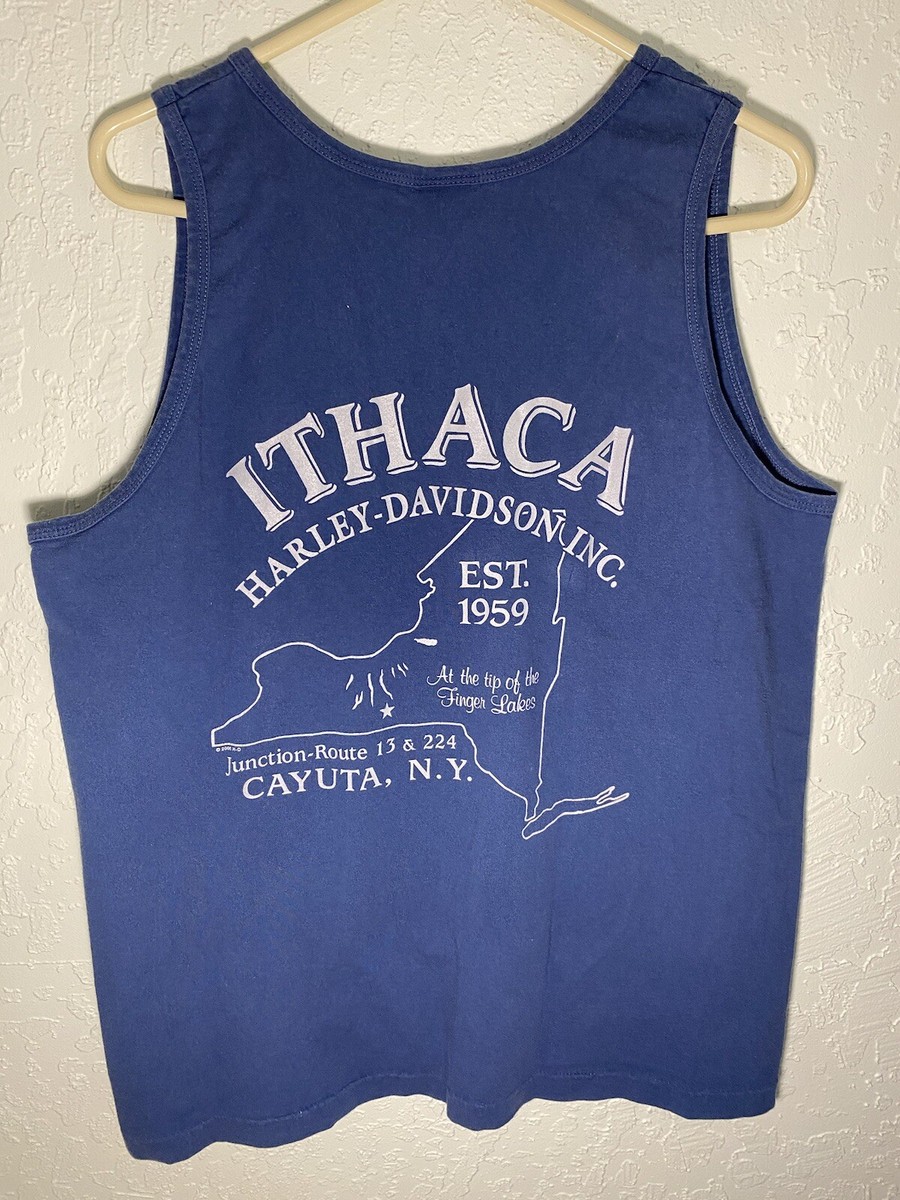 ITHACA
HARLEY-DAVIDSON INC.
EST.
1959
At the tip of the
Finger Lakes
Junction-Route 13 & 224
CAYUTA, N.Y.